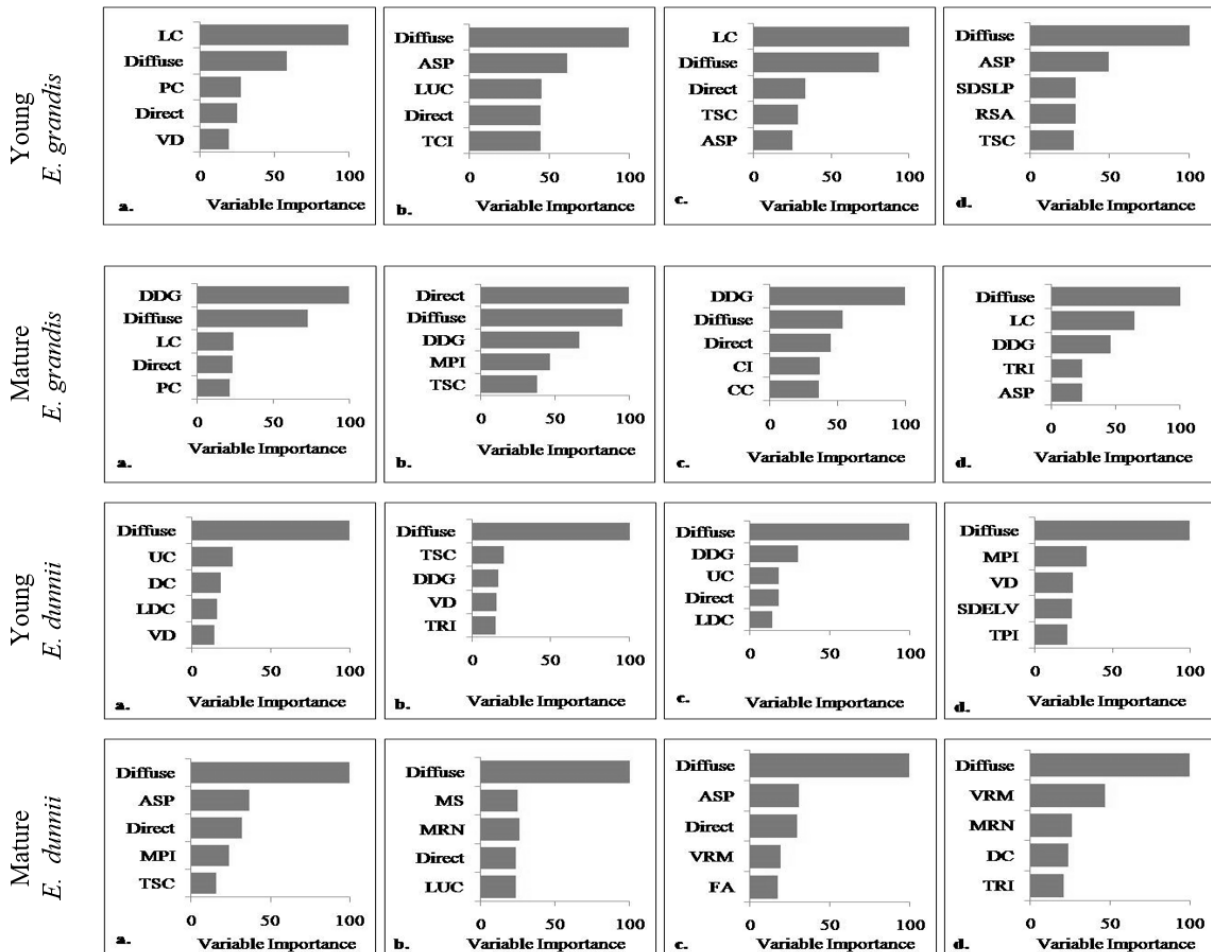 Young
E. grandis
LC
Diffuse
PC
Direct
VD
0 50 100
a. Variable Importance
Diffuse
ASP
LUC
Direct
TCI
0 50 100
b. Variable Importance
LC
Diffuse
Direct
TSC
ASP
0 50 100
c. Variable Importance
Diffuse
ASP
SDSLP
RSA
TSC
0 50 100
d. Variable Importance
Mature
E. grandis
DDG
Diffuse
LC
Direct
PC
0 50 100
Variable Importance
a.
Direct
Diffuse
DDG
MPI
TSC
0 50 100
Variable Importance
b.
DDG
Diffuse
Direct
CI
CC
0 50 100
Variable Importance
c.
Diffuse
LC
DDG
TRI
ASP
0 50 100
Variable Importance
d.
Young
E. dunnii
Diffuse
UC
DC
LDC
VD
0 50 100
Variable Importance
a.
Diffuse
TSC
DDG
VD
TRI
0 50 100
Variable Importance
b.
Diffuse
DDG
UC
Direct
LDC
0 50 100
Variable Importance
c.
Diffuse
MPI
VD
SDELV
TPI
0 50 100
Variable Importance
d.
Mature
E. dunnii
Diffuse
ASP
Direct
MPI
TSC
0 50 100
a. Variable Importance
Diffuse
MS
MRN
Direct
LUC
0 50 100
b. Variable Importance
Diffuse
ASP
Direct
VRM
FA
0 50 100
c. Variable Importance
Diffuse
VRM
MRN
DC
TRI
0 50 100
d. Variable Importance